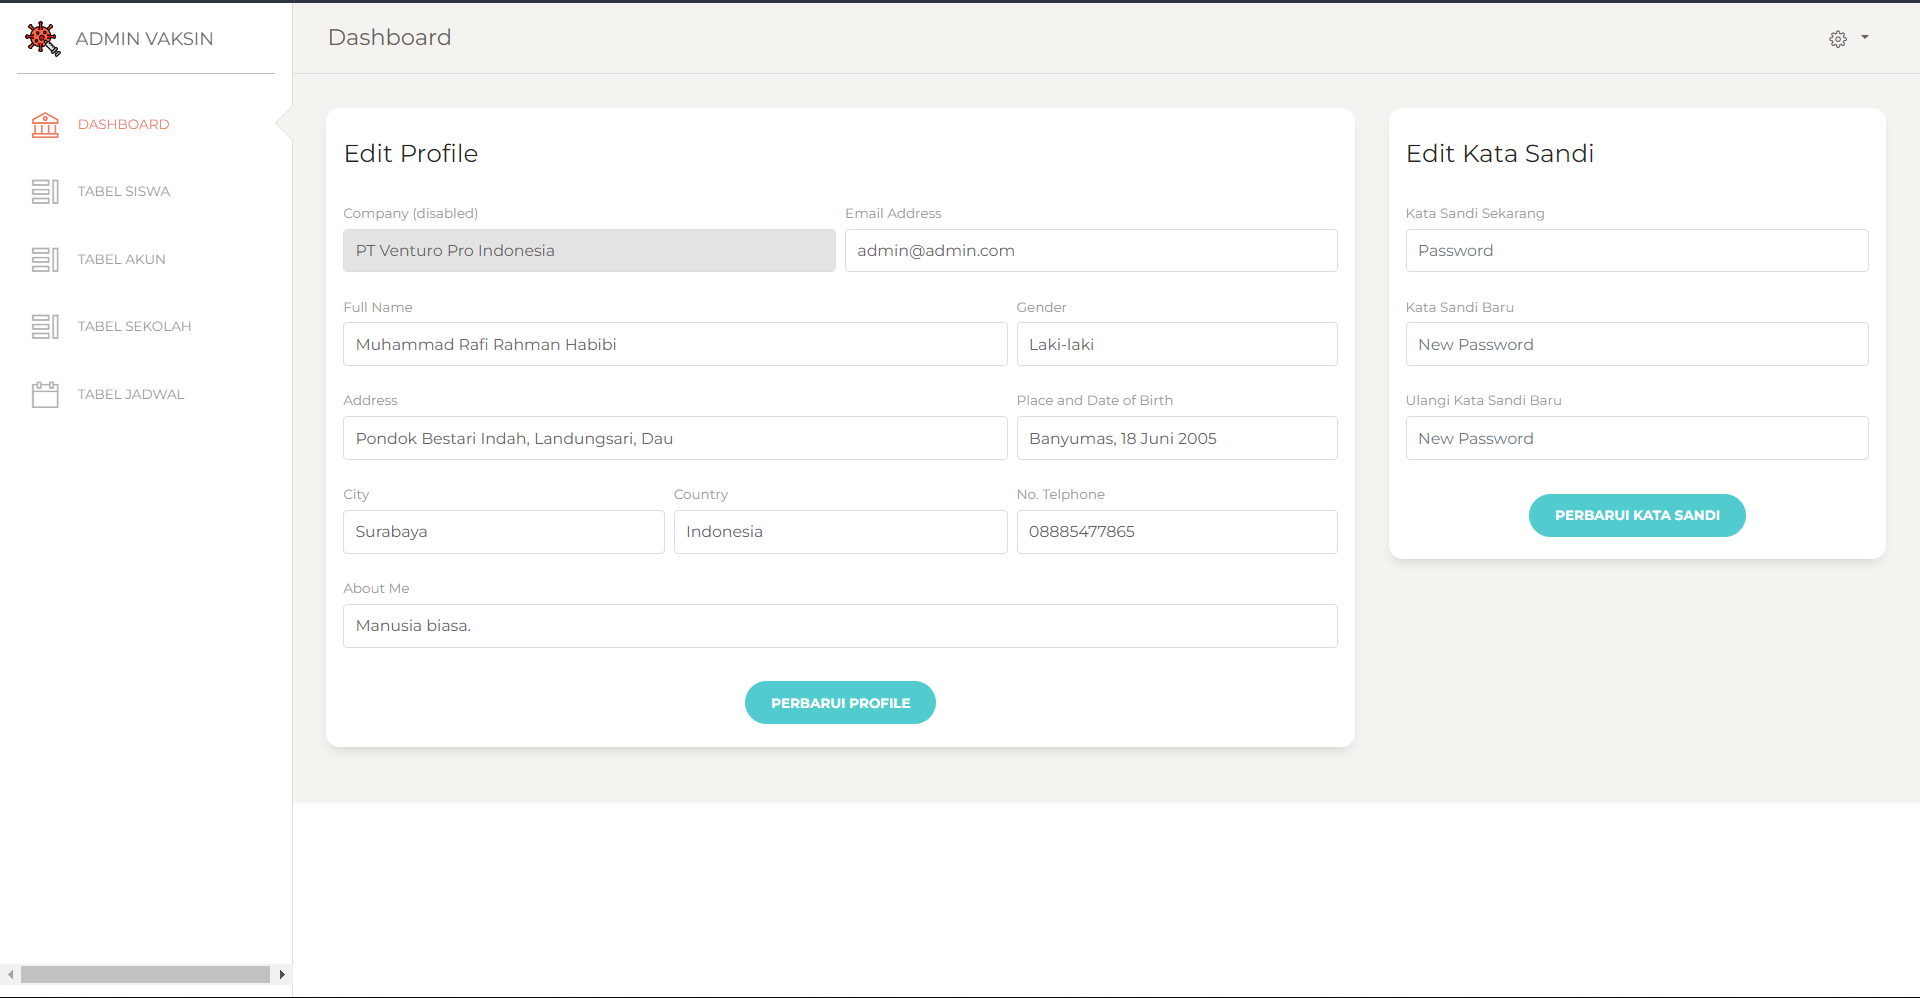 ADMIN VAKSIN
DASHBOARD
TABEL SISWA
TABEL AKUN
TABEL SEKOLAH
TABEL JADWAL
Dashboard
Edit Profile
Company (disabled)
Email Address
PT Venturo Pro Indonesia
admin@admin.com
Full Name
Gender
Muhammad Rafi Rahman Habibi
Laki-laki
Address
Place and Date of Birth
Pondok Bestari Indah, Landungsari, Dau
Banyumas, 18 Juni 2005
City
Country
No. Telphone
Surabaya
Indonesia
08885477865
About Me
Manusia biasa.
PERBARUI PROFILE
Edit Kata Sandi
Kata Sandi Sekarang
Password
Kata Sandi Baru
New Password
Ulangi Kata Sandi Baru
New Password
PERBARUI KATA SANDI